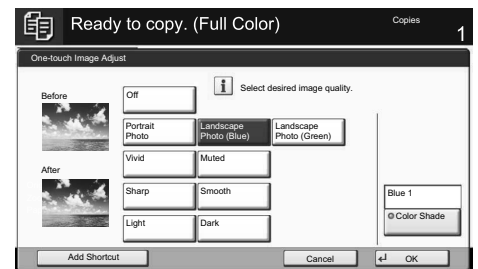 Ready to copy. (Full Color)
Copies
1
One-touch Image Adjust
Before
Off
Select desired image quality.
Portrait
Photo
Landscape
Photo (Blue)
Landscape
Photo (Green)
After
Vivid
Muted
Sharp
Smooth
Blue 1
Color Shade
Light
Dark
Add Shortcut
Cancel
OK